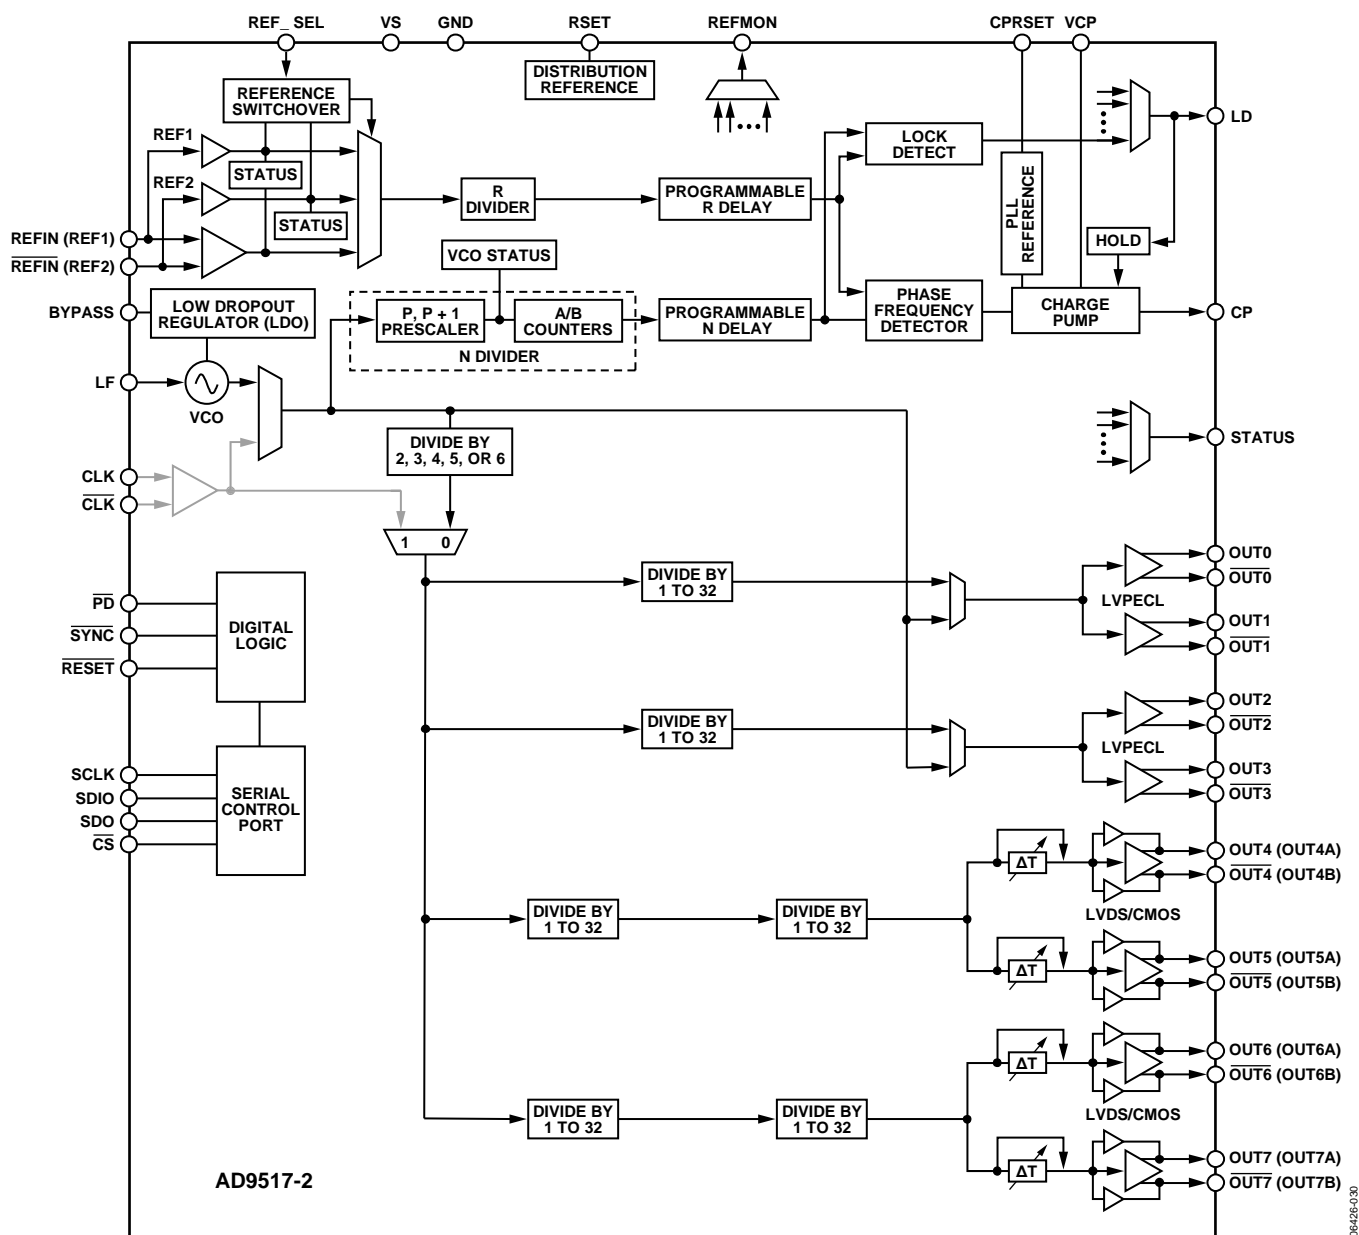 REF_ SEL
VS
GND
RSET
REFMON
CPRSET
VCP
DISTRIBUTION
REFERENCE
REFERENCE
SWITCHOVER
REF1
STATUS
REF2
STATUS
REFIN (REF1)
REFIN (REF2)
BYPASS
LOW DROPOUT
REGULATOR (LDO)
LF
VCO
R
DIVIDER
VCO STATUS
P, P + 1
PRESCALER
A/B
COUNTERS
N DIVIDER
PROGRAMMABLE
R DELAY
PROGRAMMABLE
N DELAY
LOCK
DETECT
PHASE
FREQUENCY
DETECTOR
PLL
REFERENCE
HOLD
CHARGE
PUMP
LD
CP
STATUS
DIVIDE BY
2, 3, 4, 5, OR 6
CLK
CLK
1 0
PD
SYNC
RESET
DIGITAL
LOGIC
SCLK
SDIO
SDO
CS
SERIAL
CONTROL
PORT
DIVIDE BY
1 TO 32
LVPECL
OUT0
OUT0
OUT1
OUT1
DIVIDE BY
1 TO 32
LVPECL
OUT2
OUT2
OUT3
OUT3
DIVIDE BY
1 TO 32
DIVIDE BY
1 TO 32
ΔT
ΔT
LVDS/CMOS
OUT4 (OUT4A)
OUT4 (OUT4B)
OUT5 (OUT5A)
OUT5 (OUT5B)
DIVIDE BY
1 TO 32
DIVIDE BY
1 TO 32
ΔT
ΔT
LVDS/CMOS
OUT6 (OUT6A)
OUT6 (OUT6B)
OUT7 (OUT7A)
OUT7 (OUT7B)
AD9517-2
06426-030